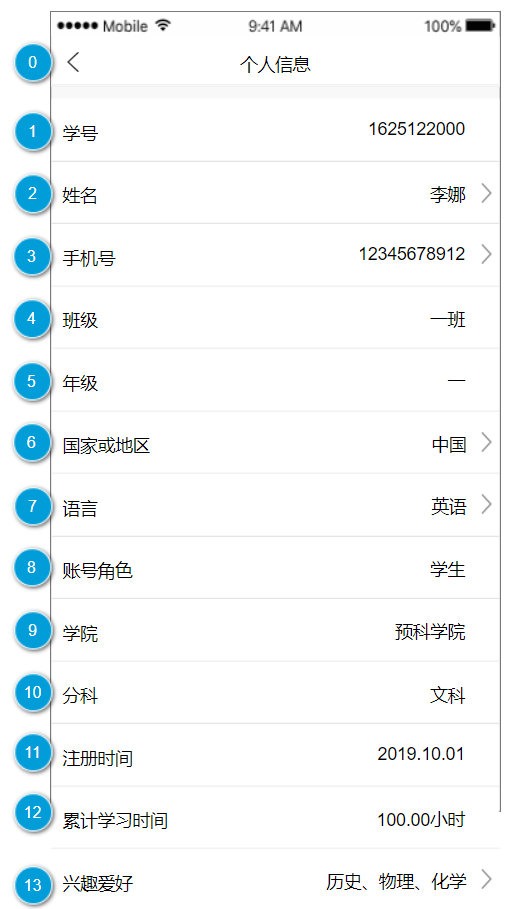 ●●●●● Mobile 9:41 AM 100%
0 个人信息
1 学号 1625122000
2 姓名 李娜
3 手机号 12345678912
4 班级 一班
5 年级 一
6 国家或地区 中国
7 语言 英语
8 账号角色 学生
9 学院 预科学院
10 分科 文科
11 注册时间 2019.10.01
12 累计学习时间 100.00小时
13 兴趣爱好 历史、物理、化学